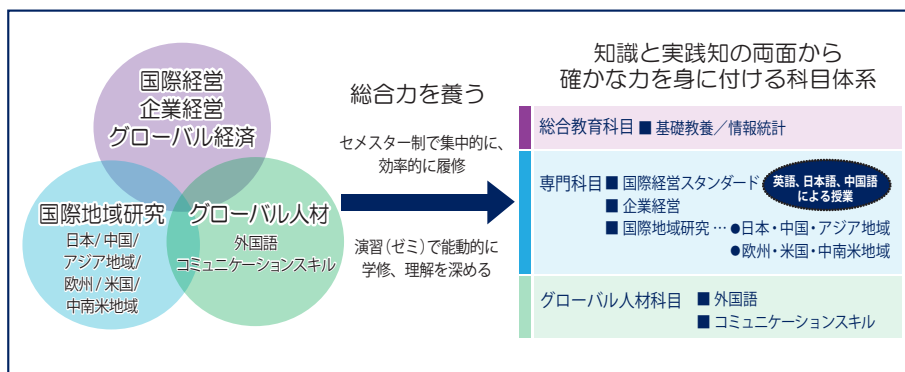 国際経営
企業経営
グローバル経済
国際地域研究
日本/ 中国/
アジア地域/
欧州 / 米国/
中南米地域
グローバル人材
外国語
コミュニケーションスキル
総合力を養う
セメスター制で集中的に、
効率的に履修
演習(ゼミ)で能動的に
学修、理解を深める
知識と実践知の両面から
確かな力を身に付ける科目体系
総合教育科目 ■ 基礎教養／情報統計
専門科目 ■ 国際経営スタンダード
■ 企業経営
■ 国際地域研究 … ●日本・中国・アジア地域
●欧州・米国・中南米地域
英語、日本語、中国語
による授業
グローバル人材科目 ■ 外国語
■ コミュニケーションスキル